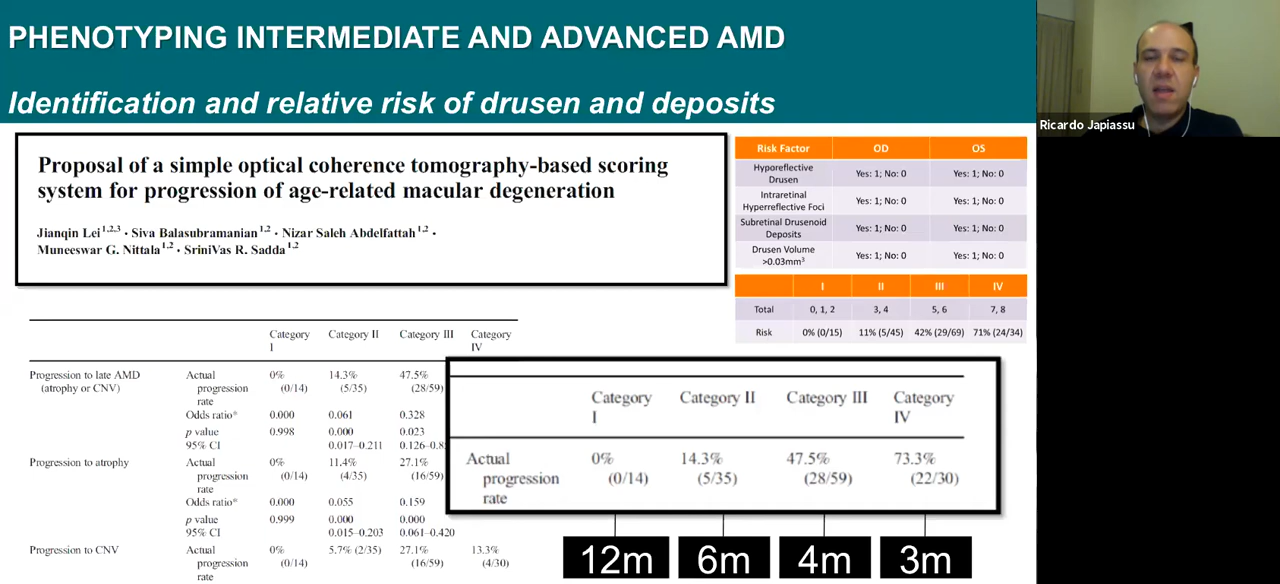 PHENOTYPING INTERMEDIATE AND ADVANCED AMD
Identification and relative risk of drusen and deposits
Ricardo Japiassu
Proposal of a simple optical coherence tomography-based scoring
system for progression of age-related macular degeneration
Jianqin Lei1,2,3 · Siva Balasubramanian1,2 · Nizar Saleh Abdelfattah1,2 ·
Muneeswar G. Nittala1,2 · SriniVas R. Sadda1,2
Risk Factor OD OS
Hyporeflective
Drusen Yes: 1; No: 0 Yes: 1; No: 0
Intraretinal
Hyperreflective Foci Yes: 1; No: 0 Yes: 1; No: 0
Subretinal Drusenoid
Deposits Yes: 1; No: 0 Yes: 1; No: 0
Drusen Volume
>0.03mm3 Yes: 1; No: 0 Yes: 1; No: 0
I II III IV
Total 0, 1, 2 3, 4 5, 6 7, 8
Risk 0% (0/15) 11% (5/45) 42% (29/69) 71% (24/34)
Category Category II Category III Category
I IV
Progression to late AMD Actual 0% 14.3% 47.5%
(atrophy or CNV) progression (0/14) (5/35) (28/59)
rate
Odds ratio* 0.000 0.061 0.328
p value 0.998 0.000 0.023
95% CI 0.017–0.211 0.126–0.8
Progression to atrophy Actual 0% 11.4% 27.1%
progression (0/14) (4/35) (16/59)
rate
Odds ratio* 0.000 0.055 0.159
p value 0.999 0.000 0.000
95% CI 0.015–0.203 0.061–0.420
Progression to CNV Actual 0% 5.7% (2/35) 27.1% 13.3%
progression (0/14) (16/59) (4/30)
rate
Category Category II Category III Category
I IV
Actual 0% 14.3% 47.5% 73.3%
progression (0/14) (5/35) (28/59) (22/30)
rate
12m 6m 4m 3m